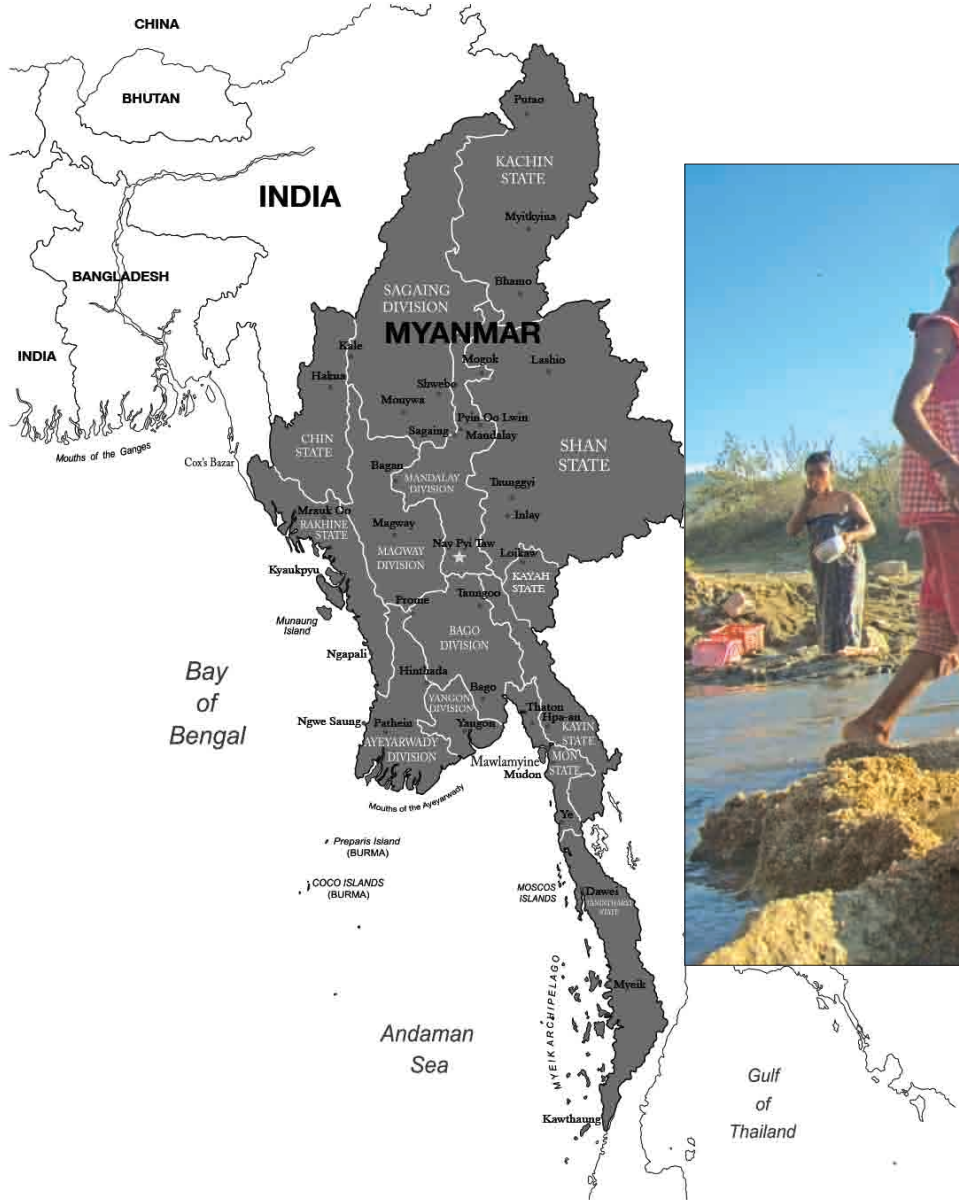 CHINA
BHUTAN
INDIA
BANGLADESH
INDIA
Mouths of the Ganges
Cox's Bazar
Putao
KACHIN
STATE
Myitkyina
Bhamo
SAGAING
DIVISION
MYANMAR
Kale
Hakua
Mogok
Lashio
Shwebo
Monywa
Pyin Oo Lwin
Sagaing
Mandalay
CHIN
STATE
SHAN
STATE
Bagan
MANDALAY
DIVISION
Taunggyi
Inlay
Mrauk Oo
RAKHINE
STATE
Magway
Nay Pyi Taw
MAGWAY
DIVISION
Loikaw
KAYAH
STATE
Kyaukpyu
Munaung
Island
Prome
Taungoo
BAGO
DIVISION
Ngapali
Hinthada
Bay
of
Bengal
Bago
YANGON
DIVISION
Ngwe Saung
Pathein
Yangon
AYEYARWADY
DIVISION
Thaton
Hpa-an
KAYIN
STATE
Mawlamyine
Mudon
MON
STATE
Mouths of the Ayeyarwady
Ye
Preparis Island
(BURMA)
COCO ISLANDS
(BURMA)
MOSCOS
ISLANDS
Dawei
STATE
MYEIK ARCHIPELAGO
Myeik
Andaman
Sea
Kawthaung
Gulf
of
Thailand